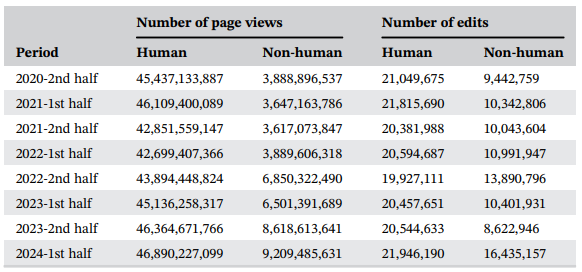 Number of page views Number of edits
Period Human Non-human Human Non-human
2020-2nd half 45,437,133,887 3,888,896,537 21,049,675 9,442,759
2021-1st half 46,109,400,089 3,647,163,786 21,815,690 10,342,806
2021-2nd half 42,851,559,147 3,617,073,847 20,381,988 10,043,604
2022-1st half 42,699,407,366 3,889,606,318 20,594,687 10,991,947
2022-2nd half 43,894,448,824 6,850,322,490 19,927,111 13,890,796
2023-1st half 45,136,258,317 6,501,391,689 20,457,651 10,401,931
2023-2nd half 46,364,671,766 8,618,613,641 20,544,633 8,622,946
2024-1st half 46,890,227,099 9,209,485,631 21,946,190 16,435,157